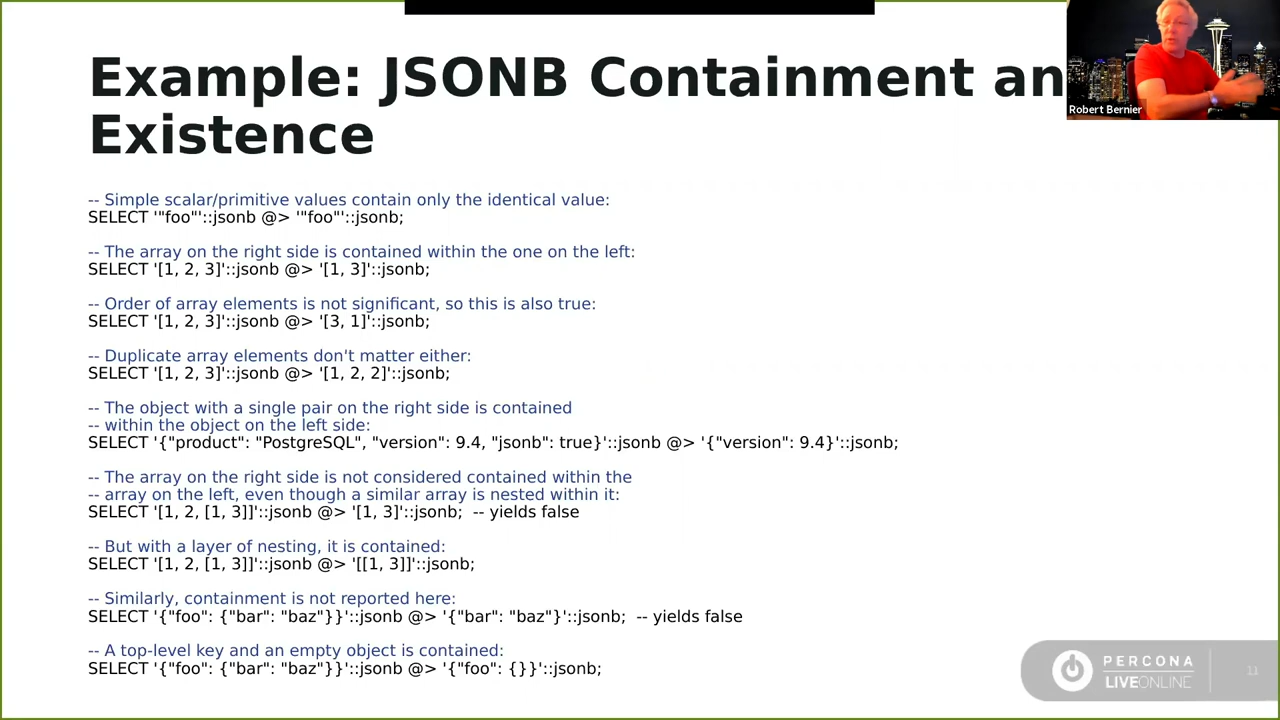 Example: JSONB Containment an
Existence
Robert Bernier
-- Simple scalar/primitive values contain only the identical value:
SELECT '"foo"'::jsonb @> '"foo"'::jsonb;
-- The array on the right side is contained within the one on the left:
SELECT '[1, 2, 3]'::jsonb @> '[1, 3]'::jsonb;
-- Order of array elements is not significant, so this is also true:
SELECT '[1, 2, 3]'::jsonb @> '[3, 1]'::jsonb;
-- Duplicate array elements don't matter either:
SELECT '[1, 2, 3]'::jsonb @> '[1, 2, 2]'::jsonb;
-- The object with a single pair on the right side is contained
-- within the object on the left side:
SELECT '{"product": "PostgreSQL", "version": 9.4, "jsonb": true}'::jsonb @> '{"version": 9.4}'::jsonb;
-- The array on the right side is not considered contained within the
-- array on the left, even though a similar array is nested within it:
SELECT '[1, 2, [1, 3]]'::jsonb @> '[1, 3]'::jsonb;  -- yields false
-- But with a layer of nesting, it is contained:
SELECT '[1, 2, [1, 3]]'::jsonb @> '[[1, 3]]'::jsonb;
-- Similarly, containment is not reported here:
SELECT '{"foo": {"bar": "baz"}}'::jsonb @> '{"bar": "baz"}'::jsonb;  -- yields false
-- A top-level key and an empty object is contained:
SELECT '{"foo": {"bar": "baz"}}'::jsonb @> '{"foo": {}}'::jsonb;
PERCONA
LIVEONLINE
11